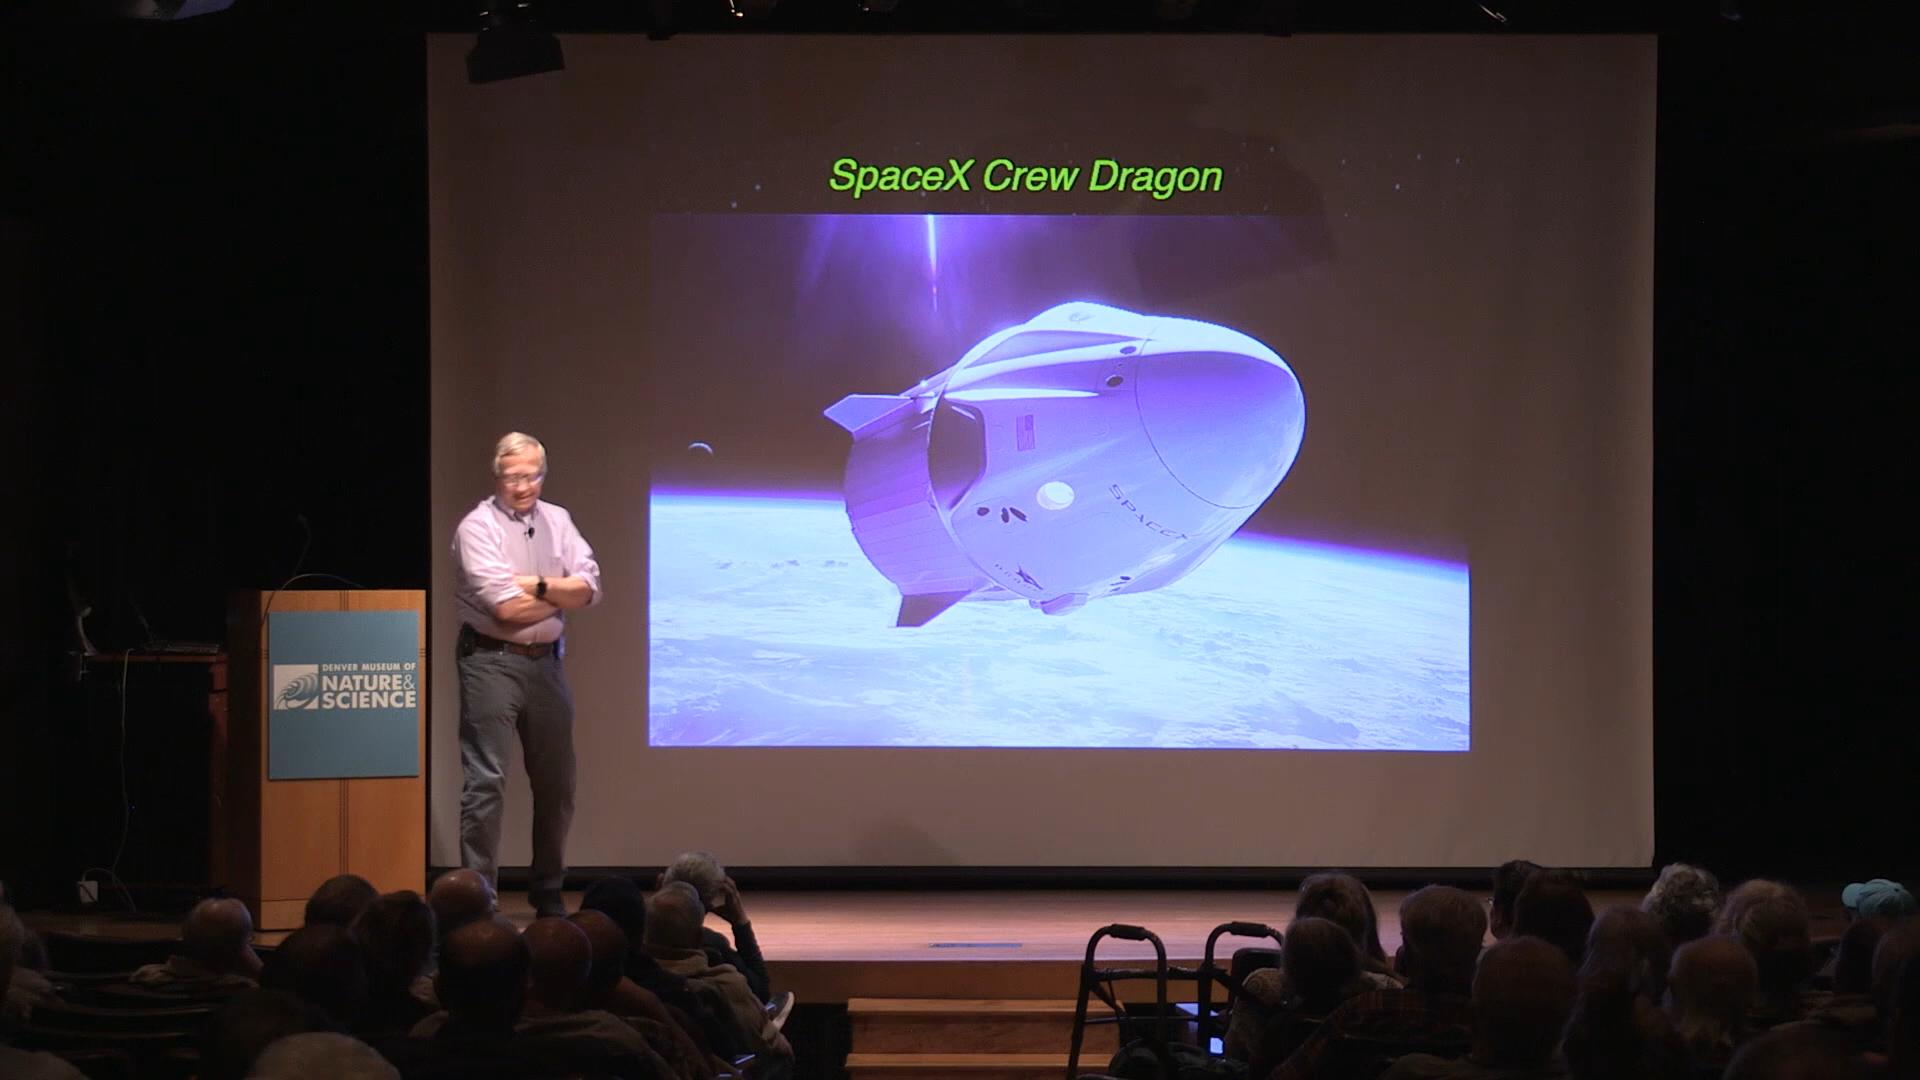 SpaceX Crew Dragon
SPACEX
DENVER MUSEUM OF
NATURE&
SCIENCE